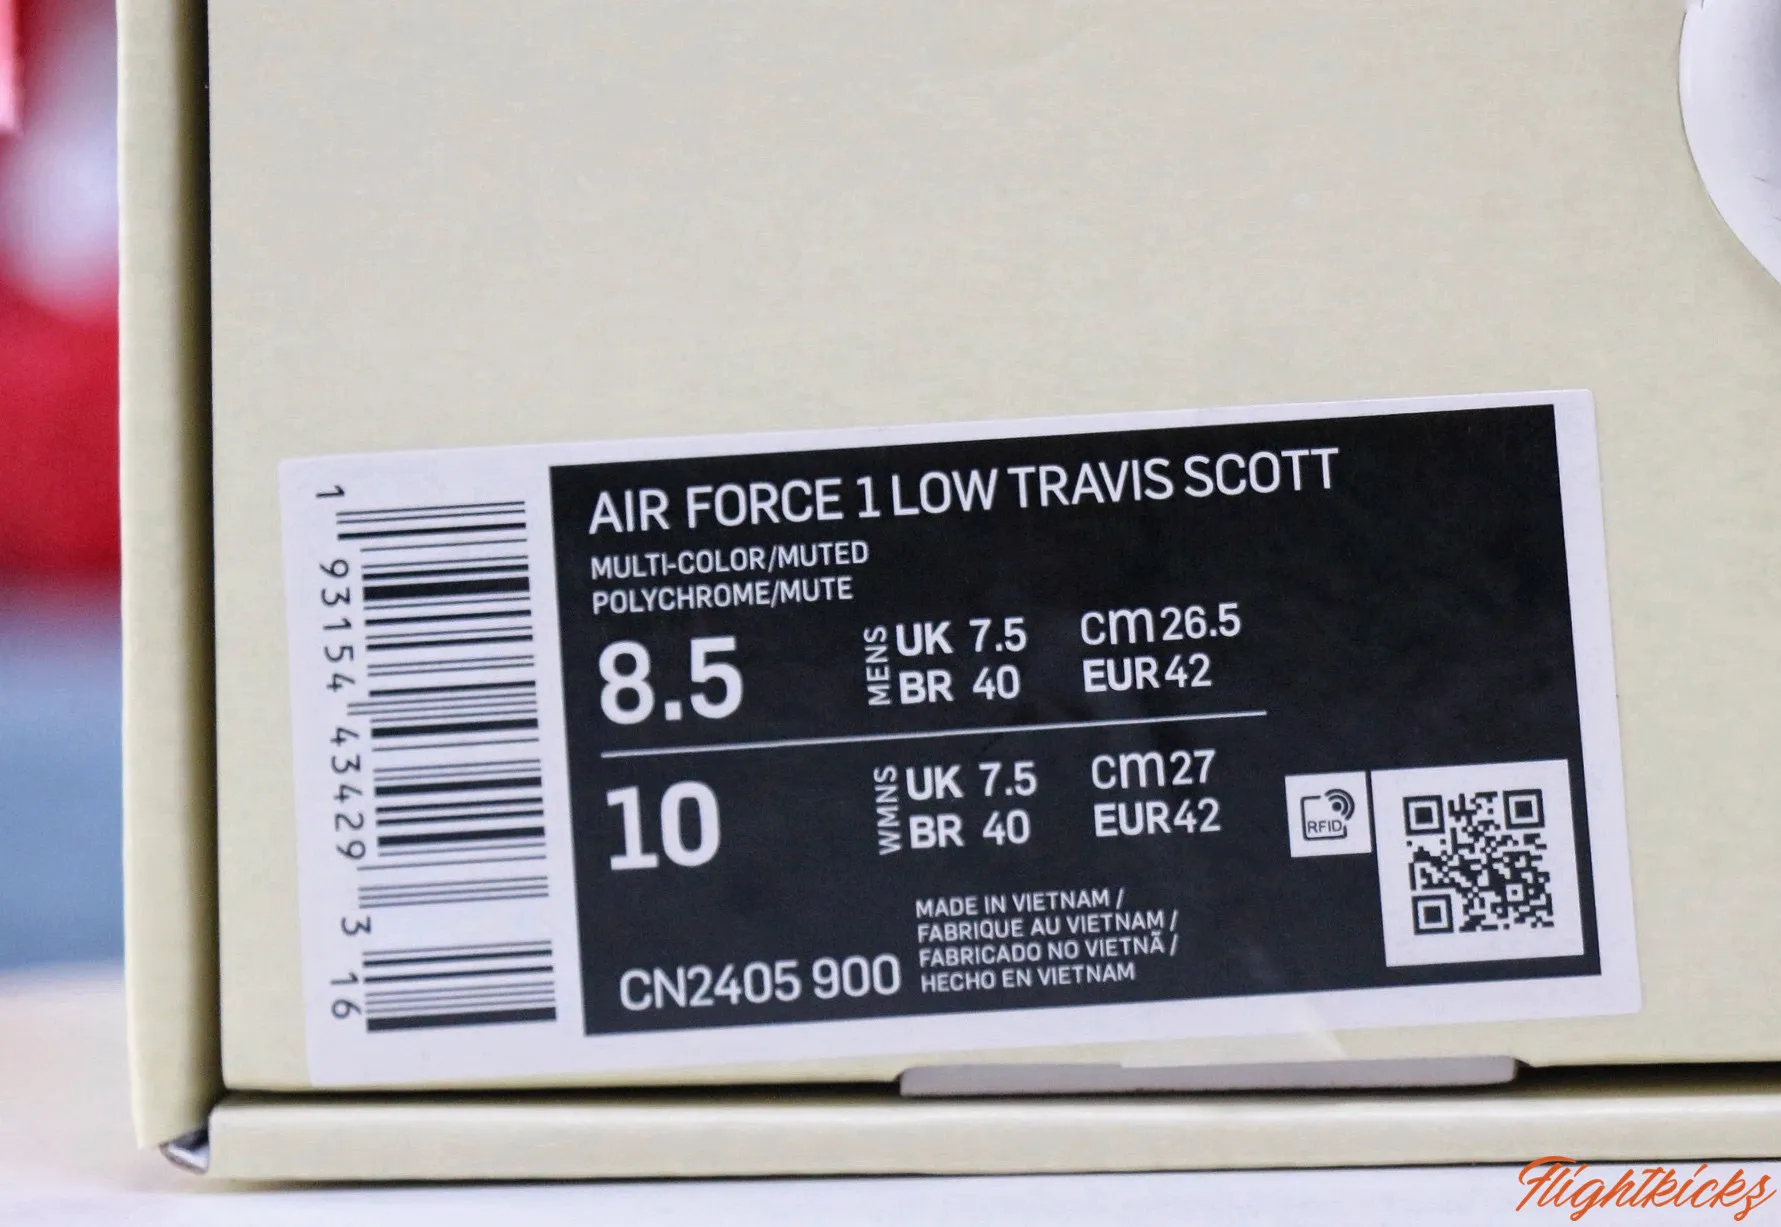 1 93154 43429 3 16
AIR FORCE 1 LOW TRAVIS SCOTT
MULTI-COLOR/MUTED
POLYCHROME/MUTE
8.5
MENS
UK 7.5 cm 26.5
BR 40 EUR 42
10
WMNS
UK 7.5 cm 27
BR 40 EUR 42
RFID
MADE IN VIETNAM /
FABRIQUE AU VIETNAM /
FABRICADO NO VIETNÃ /
HECHO EN VIETNAM
CN2405 900
Flightkickz